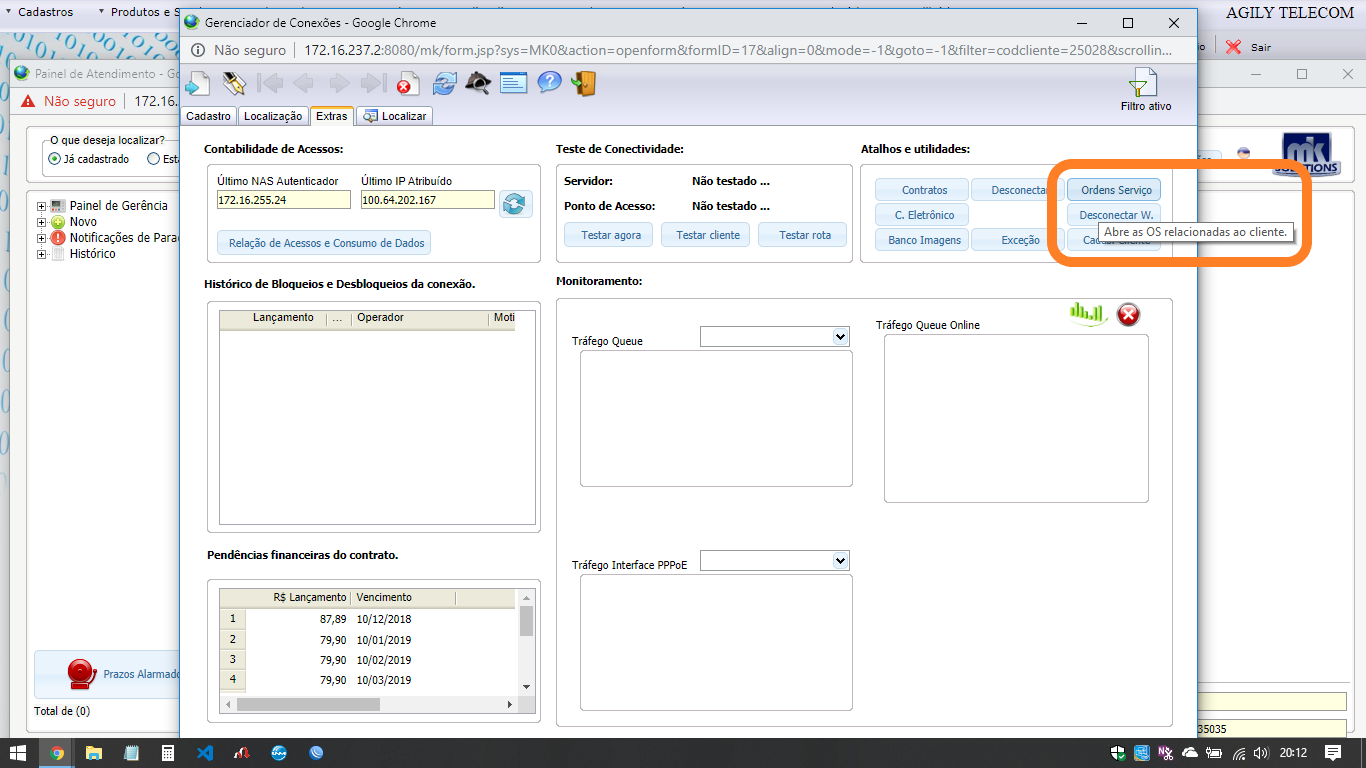 Cadastros
Produtos e S
AGILY TELECOM
Sair
Gerenciador de Conexões - Google Chrome
Não seguro
172.16.237.2:8080/mk/form.jsp?sys=MK0&action=openform&formID=17&align=0&mode=-1&goto=-1&filter=codcliente=25028&scrollin...
Painel de Atendimento - Go
Não seguro
172.16.
Filtro ativo
Cadastro
Localização
Extras
Localizar
O que deseja localizar?
Já cadastrado
Esta
Painel de Gerência
Novo
Notificações de Parad
Histórico
mk
SOLUTIONS
Contabilidade de Acessos:
Último NAS Autenticador
Último IP Atribuído
172.16.255.24
100.64.202.167
Relação de Acessos e Consumo de Dados
Teste de Conectividade:
Servidor:
Não testado ...
Ponto de Acesso:
Não testado ...
Testar agora
Testar cliente
Testar rota
Atalhos e utilidades:
Contratos
Desconectar
Ordens Serviço
C. Eletrônico
Desconectar W.
Banco Imagens
Exceção
Abre as OS relacionadas ao cliente.
Histórico de Bloqueios e Desbloqueios da conexão.
Lançamento
...
Operador
Moti
Monitoramento:
Tráfego Queue
Tráfego Queue Online
Tráfego Interface PPPoE
Pendências financeiras do contrato.
R$ Lançamento
Vencimento
1
87,89
10/12/2018
2
79,90
10/01/2019
3
79,90
10/02/2019
4
79,90
10/03/2019
Prazos Alarmado
Total de (0)
35035
20:12